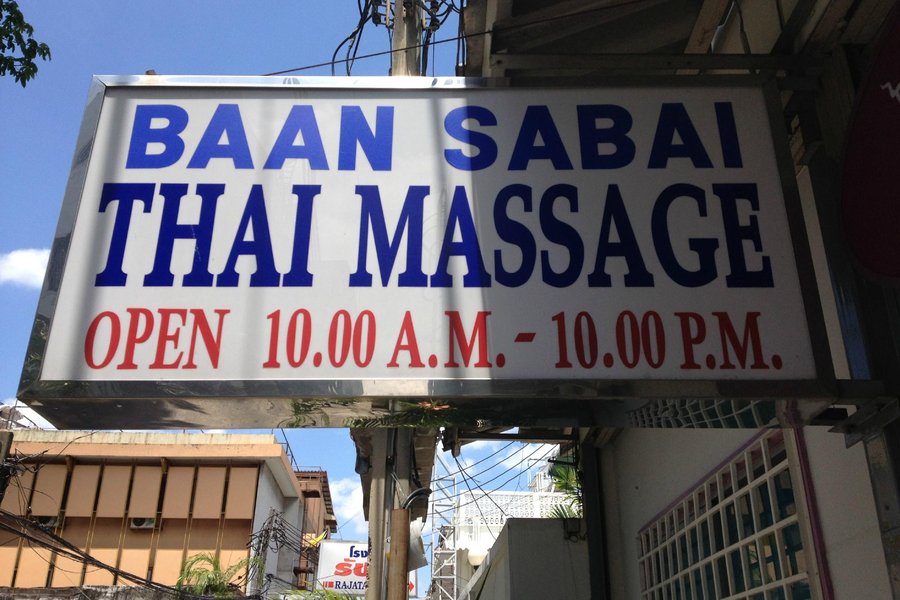 BAAN SABAI
THAI MASSAGE
OPEN 10.00 A.M. - 10.00 P.M.